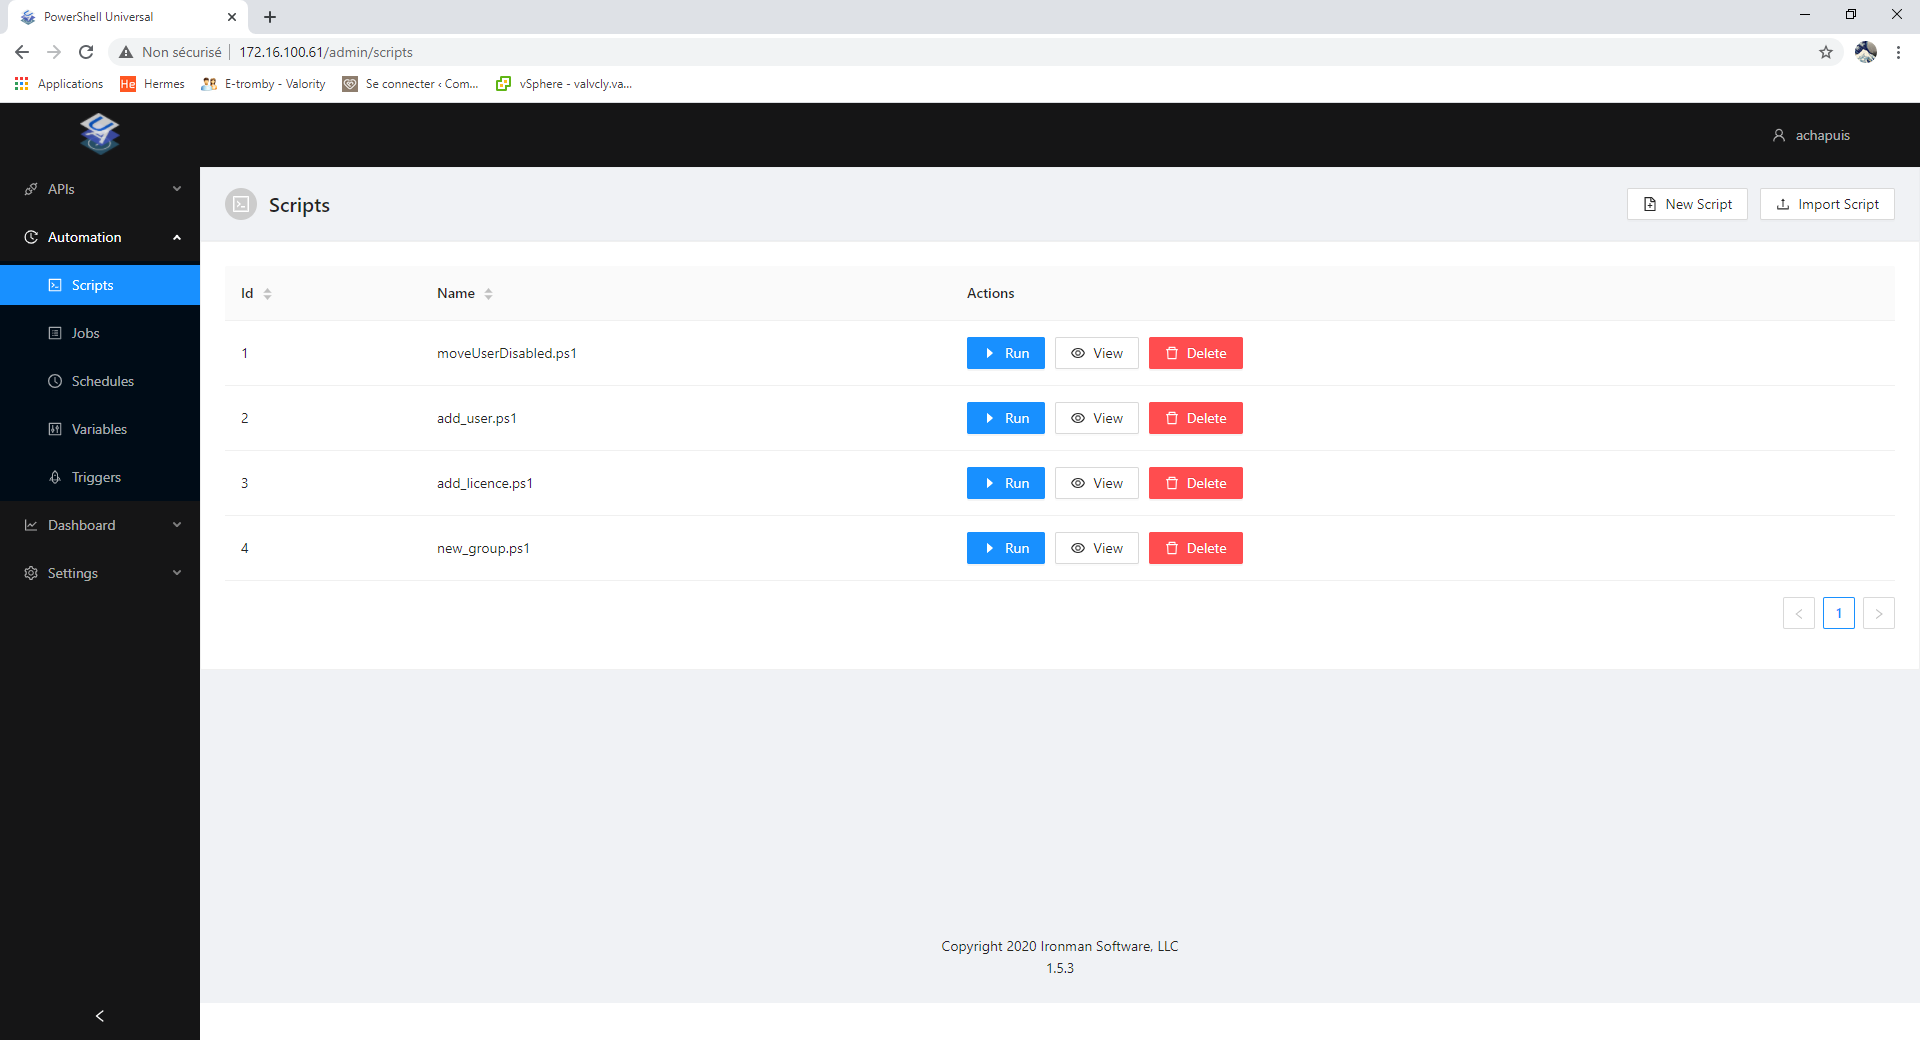 PowerShell Universal
Non sécurisé 172.16.100.61/admin/scripts
Applications He Hermes E-tromby - Valority Se connecter ‹ Com... vSphere - valvcly.va...
achapuis
APIs
Automation
Scripts
Jobs
Schedules
Variables
Triggers
Dashboard
Settings
Scripts
New Script Import Script
Id Name Actions
1 moveUserDisabled.ps1 Run View Delete
2 add_user.ps1 Run View Delete
3 add_licence.ps1 Run View Delete
4 new_group.ps1 Run View Delete
1
Copyright 2020 Ironman Software, LLC
1.5.3